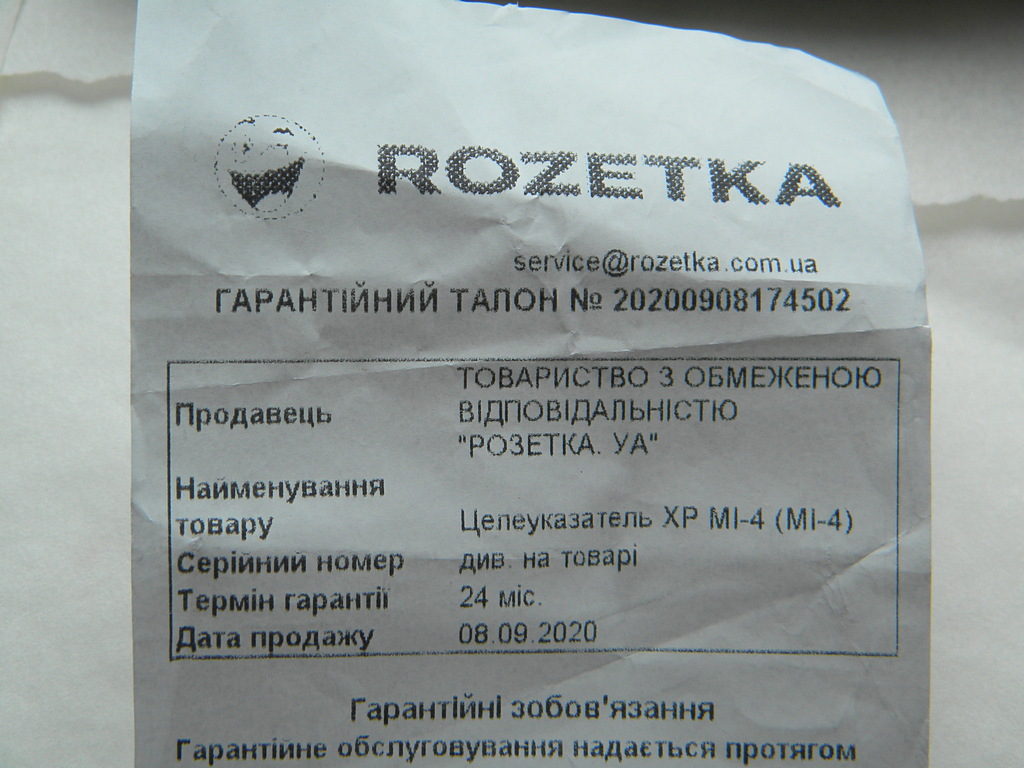 ROZETKA
service@rozetka.com.ua
ГАРАНТІЙНИЙ ТАЛОН № 20200908174502
Продавець
ТОВАРИСТВО З ОБМЕЖЕНОЮ
ВІДПОВІДАЛЬНІСТЮ
"РОЗЕТКА. УА"
Найменування
товару
Целеуказатель XP MI-4 (Mi-4)
Серійний номер див. на товарі
Термін гарантії 24 міс.
Дата продажу 08.09.2020
Гарантійні зобов'язання
Гарантійне обслуговування надається протягом